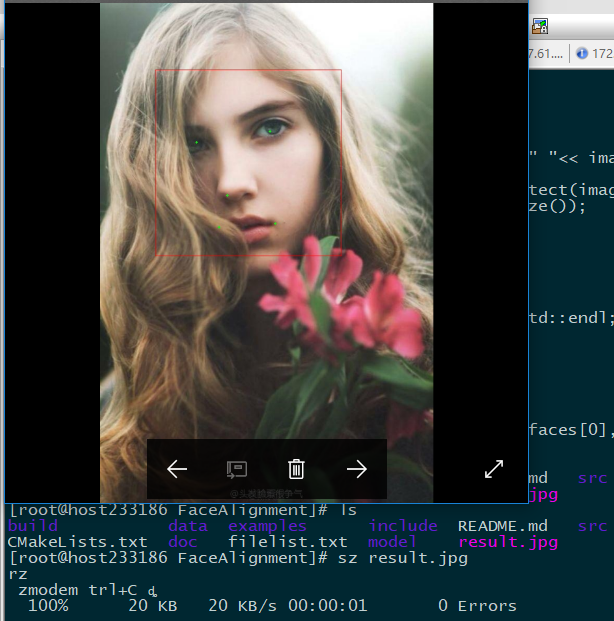 7.61....
172
" "<< ima
tect(imag
ze());
td::endl;
faces[0],
md src
jpg
[root@host233186 FaceAlignment]# ls
build data examples include README.md src
CMakeLists.txt doc filelist.txt model result.jpg
[root@host233186 FaceAlignment]# sz result.jpg
rz
zmodem trl+C
100% 20 KB 20 KB/s 00:00:01 0 Errors